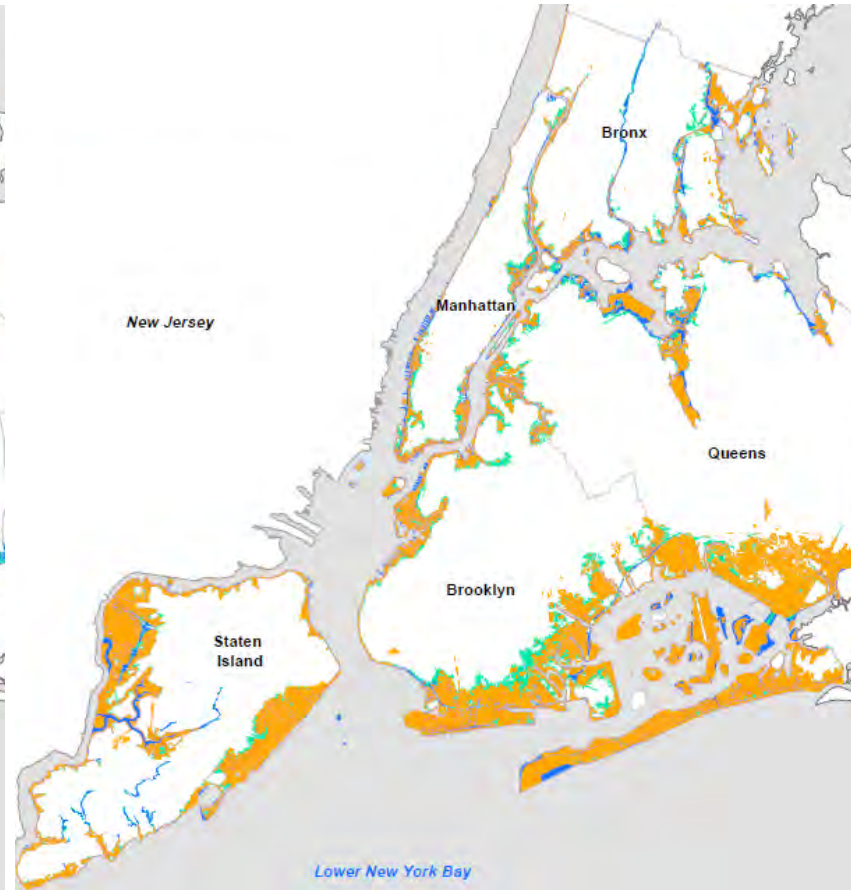 Bronx
Manhattan
New Jersey
Queens
Brooklyn
Staten
Island
Lower New York Bay